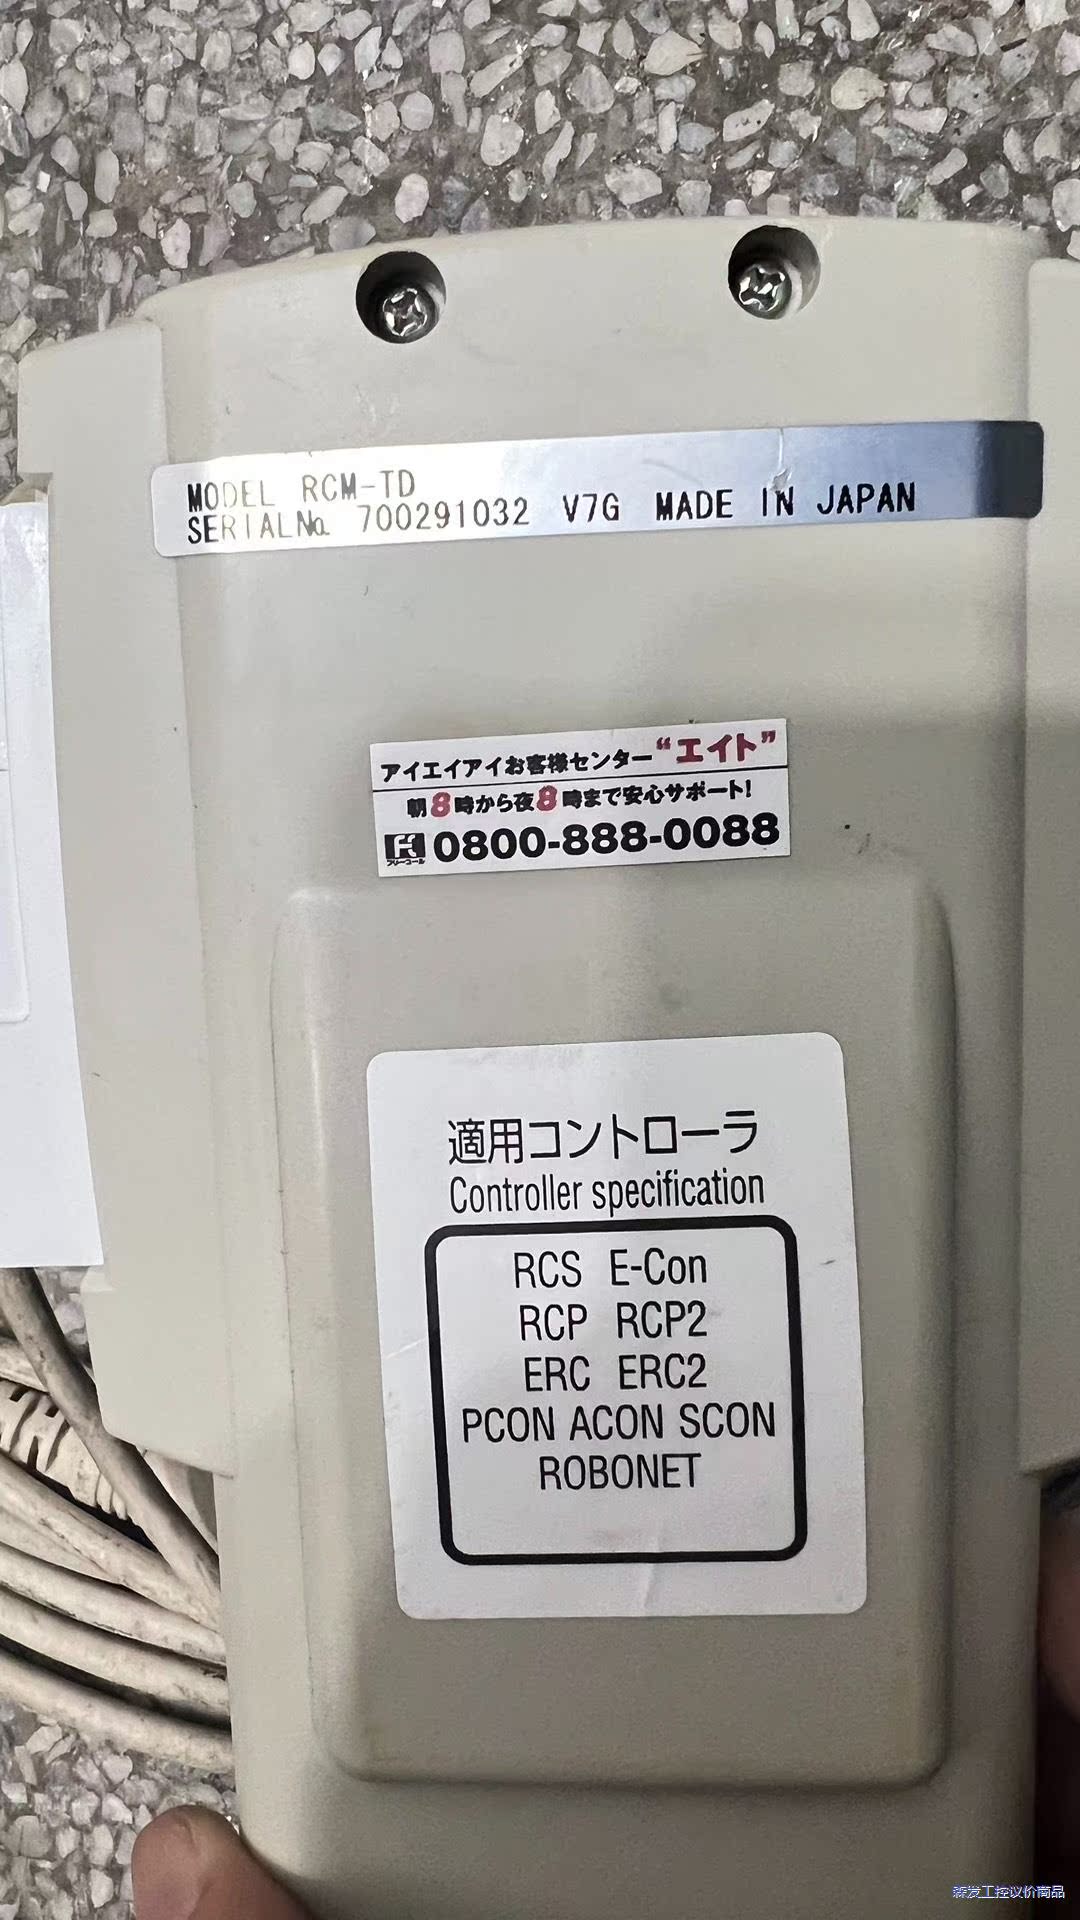 MODEL RCM-TD
SERIALNo. 700291032 V7G MADE IN JAPAN
アイエイアイお客様センター“エイト”
朝8時から夜8時まで安心サポート!
フリーコール 0800-888-0088
適用コントローラ
Controller specification
RCS E-Con
RCP RCP2
ERC ERC2
PCON ACON SCON
ROBONET
森发工控议价商品